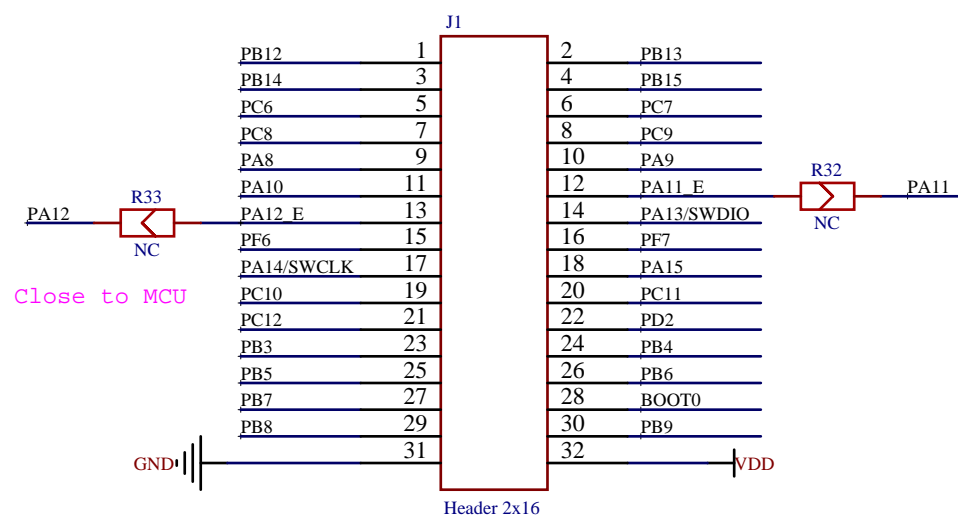 J1
PB12 1 2 PB13
PB14 3 4 PB15
PC6 5 6 PC7
PC8 7 8 PC9
PA8 9 10 PA9
R32
PA10 11 12 PA11_E PA11
R33
NC
PA12 PA12_E 13 14 PA13/SWDIO
NC
PF6 15 16 PF7
PA14/SWCLK 17 18 PA15
Close to MCU
PC10 19 20 PC11
PC12 21 22 PD2
PB3 23 24 PB4
PB5 25 26 PB6
PB7 27 28 BOOT0
PB8 29 30 PB9
GND 31 32 VDD
Header 2x16